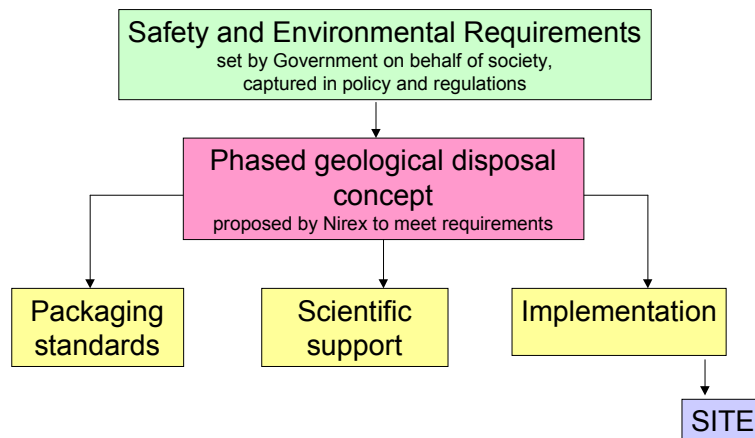 Safety and Environmental Requirements
set by Government on behalf of society,
captured in policy and regulations
Phased geological disposal
concept
proposed by Nirex to meet requirements
Packaging
standards
Scientific
support
Implementation
SITE